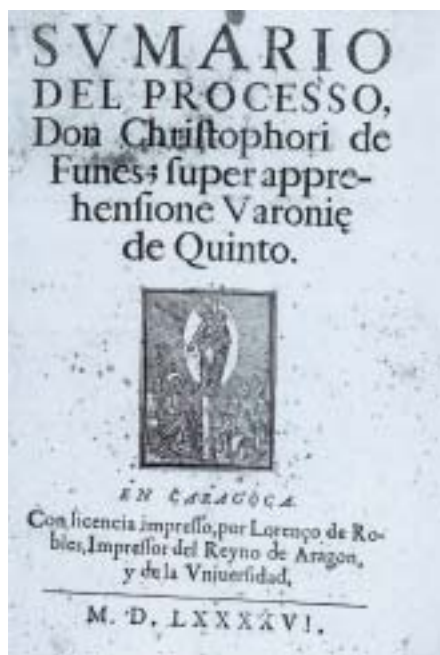 SVMARIO
DEL PROCESSO,
Don Chriſtophori de
Funes; ſuper appre-
henſione Varonię
de Quinto.
EN ÇARAGOÇA
Con licencia impreſſo, por Lorenço de Ro-
bles, Impreſſor del Reyno de Aragon,
y de la Vniuerſidad.
M. D. LXXXXVI.